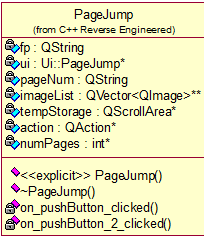 PageJump
(from C++ Reverse Engineered)
fp : QString
ui : Ui::PageJump*
pageNum : QString
imageList : QVector<QImage>**
tempStorage : QScrollArea*
action : QAction*
numPages : int*
<<explicit>> PageJump()
~PageJump()
on_pushButton_clicked()
on_pushButton_2_clicked()